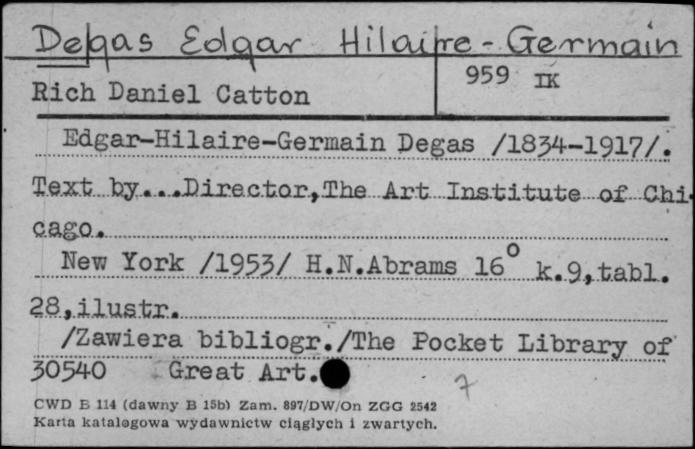 Degas Edgar Hilaire-Germain
959 IK
Rich Daniel Catton
Edgar-Hilaire-Germain Degas /1834-1917/.
Text by...Director,The Art Institute of Chi-
cago.
New York /1953/ H.N.Abrams 16° k.9,tabl.
28,ilustr.
/Zawiera bibliogr./The Pocket Library of
30540 Great Art.
7
CWD B 114 (dawny B 15b) Zam. 897/DW/On ZGG 2542
Karta katalogowa wydawnictw ciągłych i zwartych.